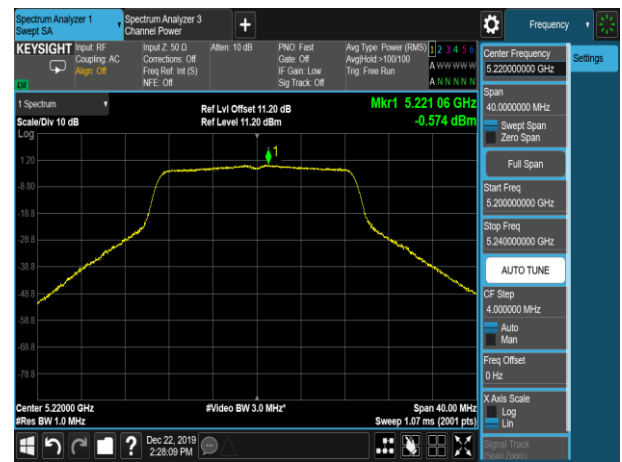 Spectrum Analyzer 1
Swept SA
Spectrum Analyzer 3
Channel Power
+
Frequency
KEYSIGHT
Input: RF
Coupling: AC
Align: Off
Input Z: 50 Ω
Corrections: Off
Freq Ref: Int (S)
NFE: Off
Atten: 10 dB
PNO: Fast
Gate: Off
IF Gain: Low
Sig Track: Off
Avg Type: Power (RMS)
Avg|Hold:>100/100
Trig: Free Run
1 2 3 4 5 6
A W W W W W
A N N N N N
1 Spectrum
Scale/Div 10 dB
Ref Lvl Offset 11.20 dB
Ref Level 11.20 dBm
Mkr1 5.221 06 GHz
-0.574 dBm
Log
1
1.20
-8.80
-18.8
-28.8
-38.8
-48.8
-58.8
-68.8
-78.8
Center 5.22000 GHz
#Res BW 1.0 MHz
#Video BW 3.0 MHz*
Span 40.00 MHz
Sweep 1.07 ms (2001 pts)
Dec 22, 2019
2:28:09 PM
Center Frequency
5.220000000 GHz
Settings
Span
40.0000000 MHz
Swept Span
Zero Span
Full Span
Start Freq
5.200000000 GHz
Stop Freq
5.240000000 GHz
AUTO TUNE
CF Step
4.000000 MHz
Auto
Man
Freq Offset
0 Hz
X Axis Scale
Log
Lin
Signal Track
(Span Zoom)